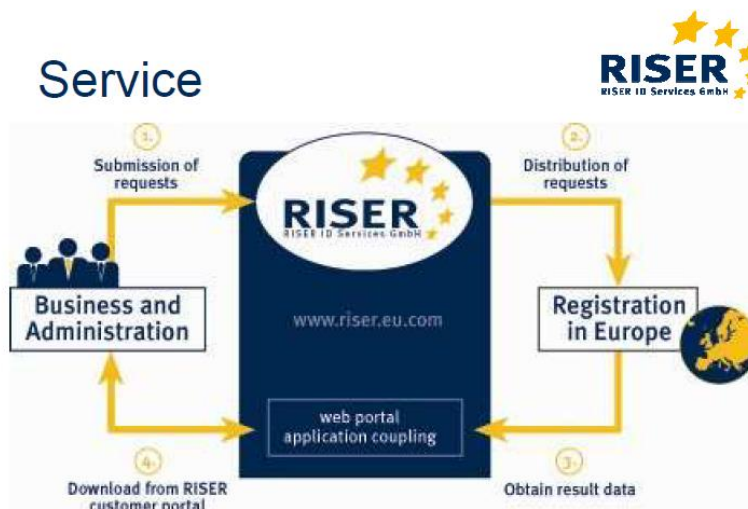 Service
RISER
RISER ID Services GmbH
1.
Submission of
requests
2.
Distribution of
requests
RISER
RISER ID Services GmbH
Business and
Administration
www.riser.eu.com
Registration
in Europe
web portal
application coupling
4.
Download from RISER
customer portal
3.
Obtain result data